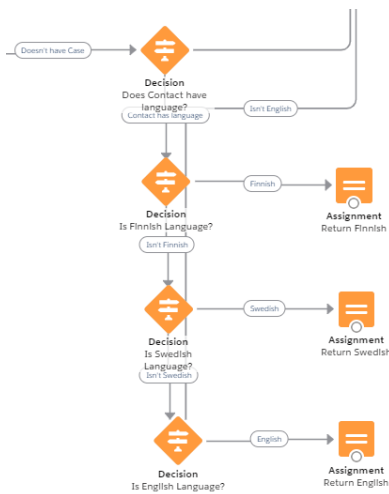 Doesn't have Case
Decision
Does Contact have
language?
Contact has language
Isn't English
Decision
Is Finnish Language?
Finnish
Assignment
Return Finnish
Isn't Finnish
Swedish
Decision
Is Swedish
Language?
Assignment
Return Swedish
Isn't Swedish
English
Decision
Is English Language?
Assignment
Return English